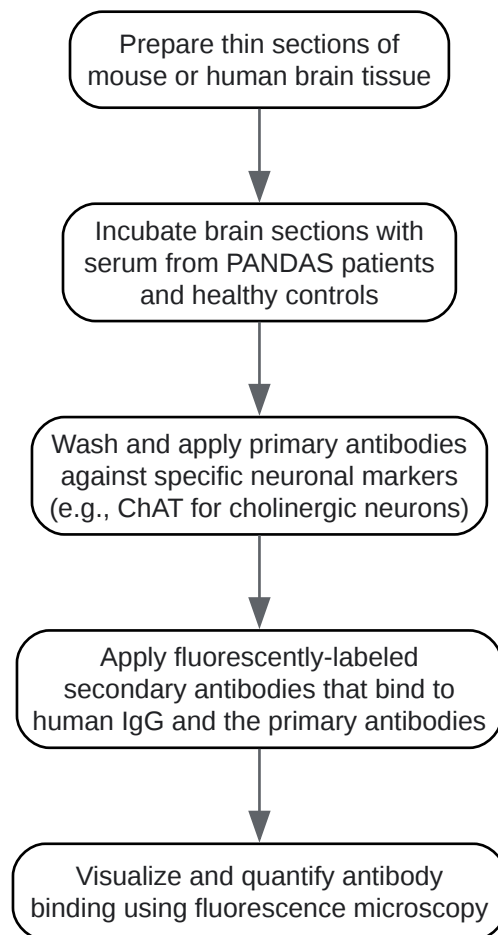 Prepare thin sections of
mouse or human brain tissue
Incubate brain sections with
serum from PANDAS patients
and healthy controls
Wash and apply primary antibodies
against specific neuronal markers
(e.g., ChAT for cholinergic neurons)
Apply fluorescently-labeled
secondary antibodies that bind to
human IgG and the primary antibodies
Visualize and quantify antibody
binding using fluorescence microscopy